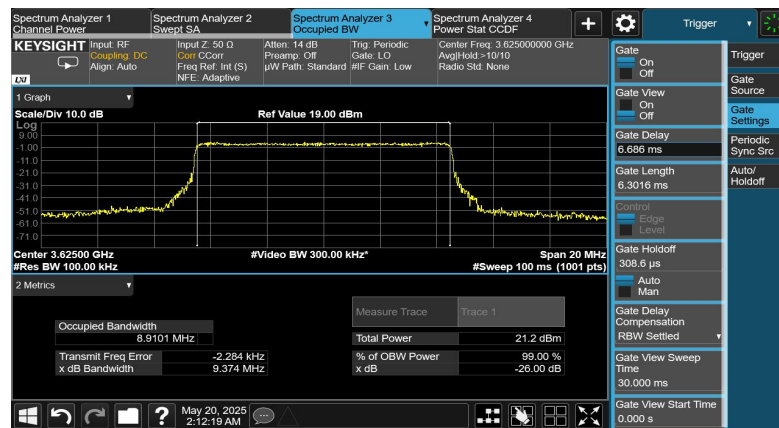 Spectrum Analyzer 1
Channel Power
Spectrum Analyzer 2
Swept SA
Spectrum Analyzer 3
Occupied BW
Spectrum Analyzer 4
Power Stat CCDF
Trigger
KEYSIGHT
LXI
Input: RF
Coupling: DC
Align: Auto
Input Z: 50 Ω
Corr CCorr
Freq Ref: Int (S)
NFE: Adaptive
Atten: 14 dB
Preamp: Off
µW Path: Standard
Trig: Periodic
Gate: LO
#IF Gain: Low
Center Freq: 3.625000000 GHz
Avg|Hold:>10/10
Radio Std: None
1 Graph
Scale/Div 10.0 dB
Ref Value 19.00 dBm
Log
9.00
-1.00
-11.0
-21.0
-31.0
-41.0
-51.0
-61.0
-71.0
Center 3.62500 GHz
#Video BW 300.00 kHz*
Span 20 MHz
#Res BW 100.00 kHz
#Sweep 100 ms (1001 pts)
2 Metrics
Measure Trace
Trace 1
Occupied Bandwidth
8.9101 MHz
Total Power
21.2 dBm
Transmit Freq Error
-2.284 kHz
% of OBW Power
99.00 %
x dB Bandwidth
9.374 MHz
x dB
-26.00 dB
?
May 20, 2025
2:12:19 AM
Gate
On
Off
Gate View
On
Off
Gate Delay
6.686 ms
Gate Length
6.3016 ms
Control
Edge
Level
Gate Holdoff
308.6 µs
Auto
Man
Gate Delay
Compensation
RBW Settled
Gate View Sweep
Time
30.000 ms
Gate View Start Time
0.000 s
Trigger
Gate
Source
Gate
Settings
Periodic
Sync Src
Auto/
Holdoff